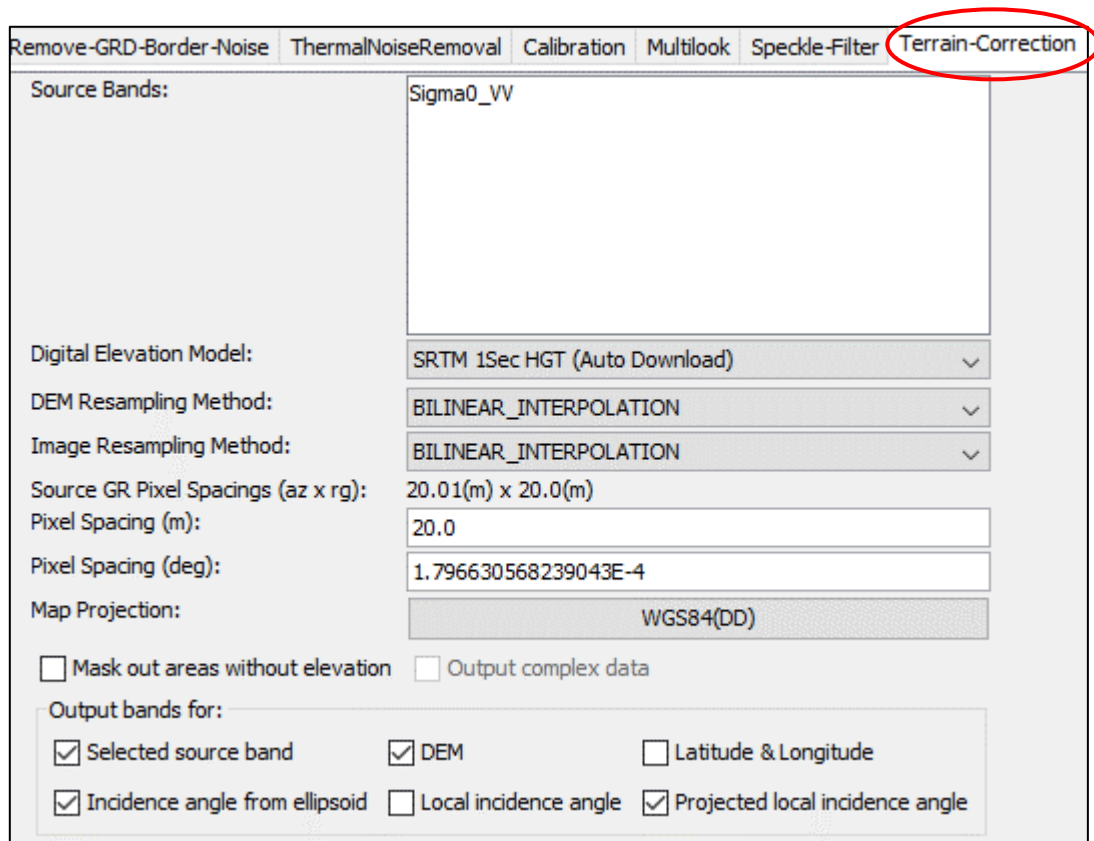 Remove-GRD-Border-Noise ThermalNoiseRemoval Calibration Multilook Speckle-Filter Terrain-Correction
Source Bands: Sigma0_VV
Digital Elevation Model: SRTM 1Sec HGT (Auto Download)
DEM Resampling Method: BILINEAR_INTERPOLATION
Image Resampling Method: BILINEAR_INTERPOLATION
Source GR Pixel Spacings (az x rg): 20.01(m) x 20.0(m)
Pixel Spacing (m): 20.0
Pixel Spacing (deg): 1.796630568239043E-4
Map Projection: WGS84(DD)
Mask out areas without elevation Output complex data
Output bands for:
Selected source band DEM Latitude & Longitude
Incidence angle from ellipsoid Local incidence angle Projected local incidence angle